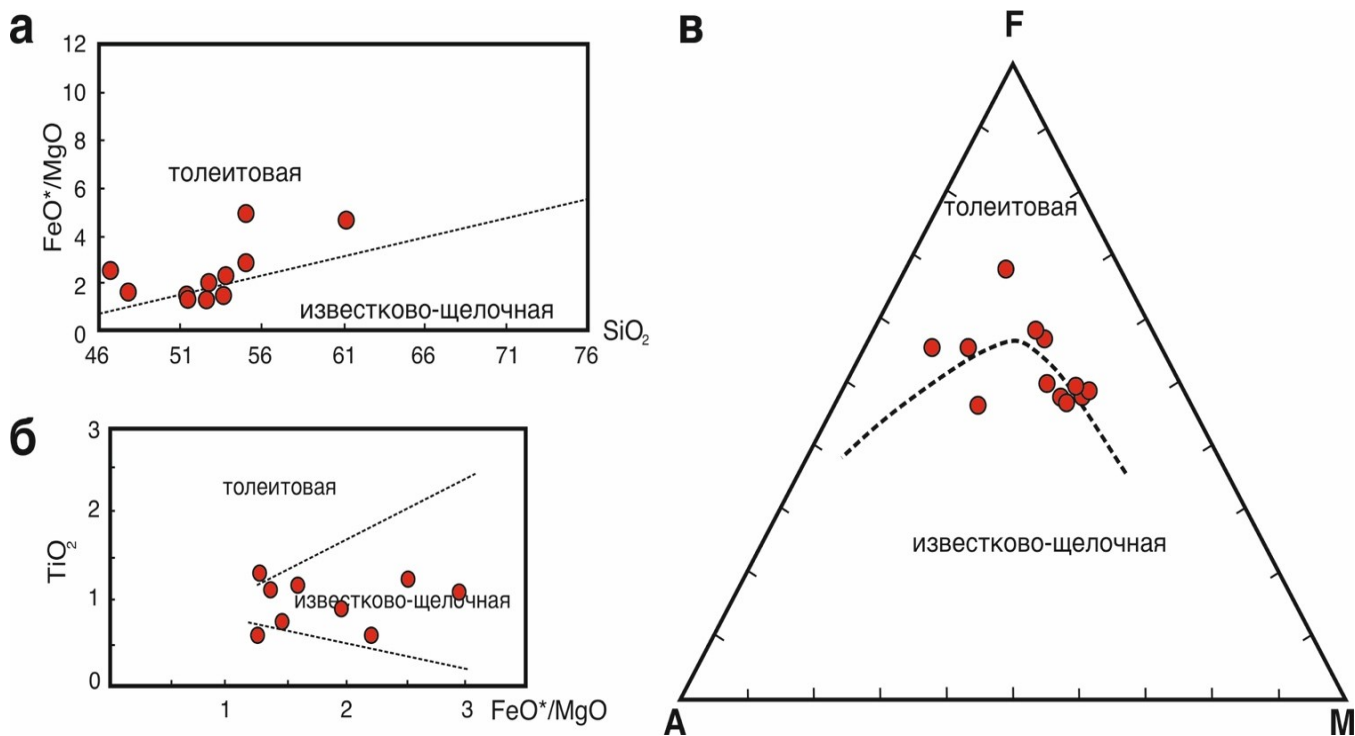 а
12
10
8
6
4
2
0
FeO*/MgO
толеитовая
известково-щелочная
46 51 56 61 66 71 76
SiO₂
б
3
2
1
0
TiO₂
толеитовая
известково-щелочная
1 2 3 FeO*/MgO
в
F
толеитовая
известково-щелочная
A M